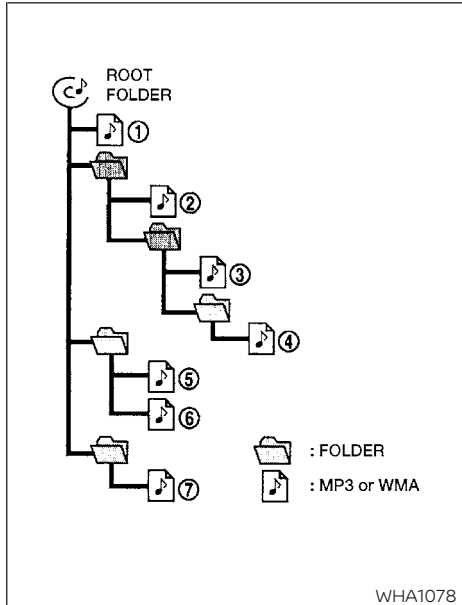 ROOT
FOLDER
①
②
③
④
⑤
⑥
⑦
: FOLDER
: MP3 or WMA
WHA1078